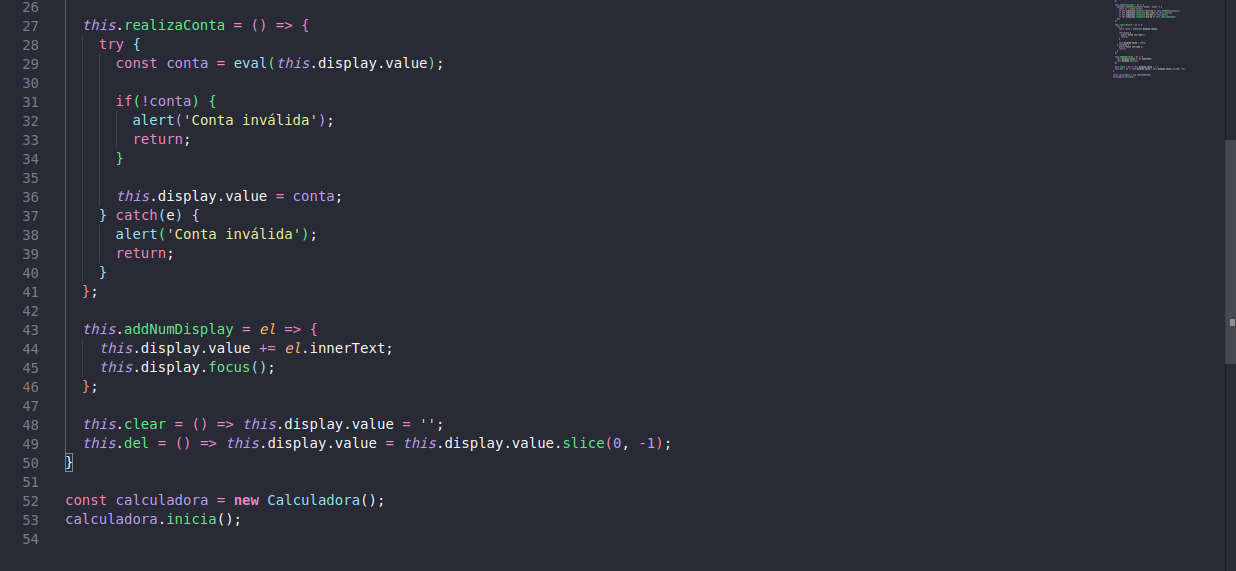 26
27 this.realizaConta = () => {
28 try {
29 const conta = eval(this.display.value);
30
31 if(!conta) {
32 alert('Conta inválida');
33 return;
34 }
35
36 this.display.value = conta;
37 } catch(e) {
38 alert('Conta inválida');
39 return;
40 }
41 };
42
43 this.addNumDisplay = el => {
44 this.display.value += el.innerText;
45 this.display.focus();
46 };
47
48 this.clear = () => this.display.value = '';
49 this.del = () => this.display.value = this.display.value.slice(0, -1);
50 }
51
52 const calculadora = new Calculadora();
53 calculadora.inicia();
54